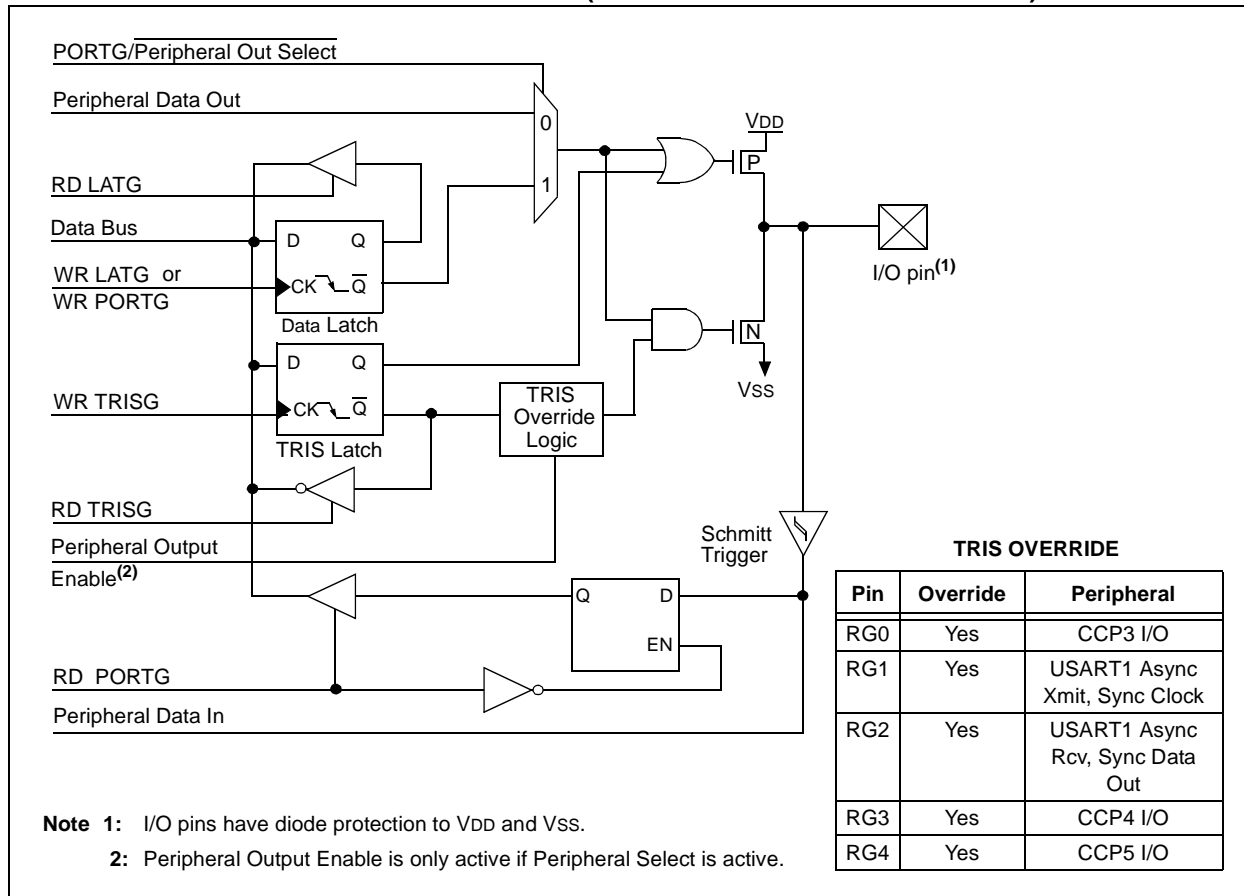 PORTG/Peripheral Out Select
Peripheral Data Out
0
1
VDD
P
RD LATG
Data Bus
D Q
WR LATG or
WR PORTG
CK Q
Data Latch
I/O pin(1)
N
VSS
D Q
WR TRISG
CK Q
TRIS Latch
TRIS
Override
Logic
RD TRISG
Peripheral Output
Enable(2)
Schmitt
Trigger
Q D
EN
RD PORTG
Peripheral Data In
TRIS OVERRIDE
Pin Override Peripheral
RG0 Yes CCP3 I/O
RG1 Yes USART1 Async
Xmit, Sync Clock
RG2 Yes USART1 Async
Rcv, Sync Data
Out
RG3 Yes CCP4 I/O
RG4 Yes CCP5 I/O
Note 1: I/O pins have diode protection to VDD and VSS.
2: Peripheral Output Enable is only active if Peripheral Select is active.